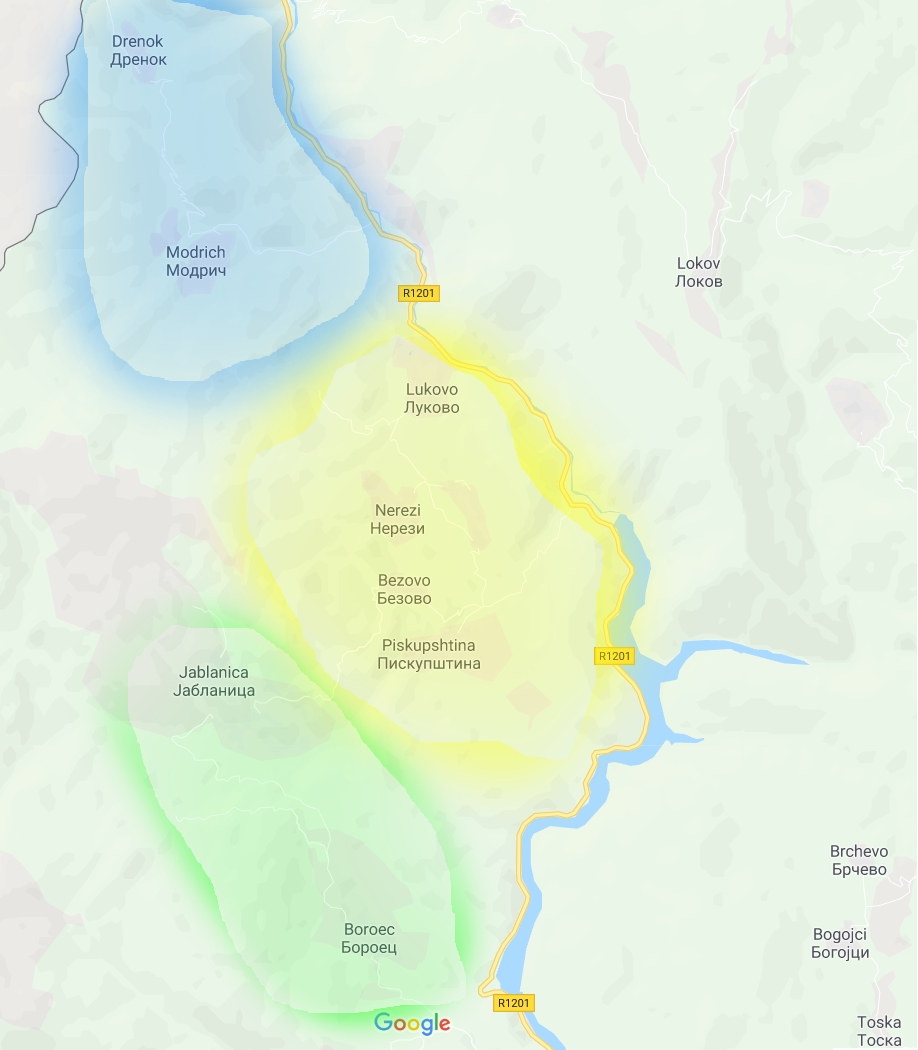 Drenok
Дренок
Modrich
Модрич
Lokov
Локов
R1201
Lukovo
Луково
Nerezi
Нерези
Bezovo
Безово
Piskupshtina
Пискупштина
R1201
Jablanica
Јабланица
Brchevo
Брчево
Boroec
Бороец
Bogojci
Богојци
R1201
Google
Toska
Тоска